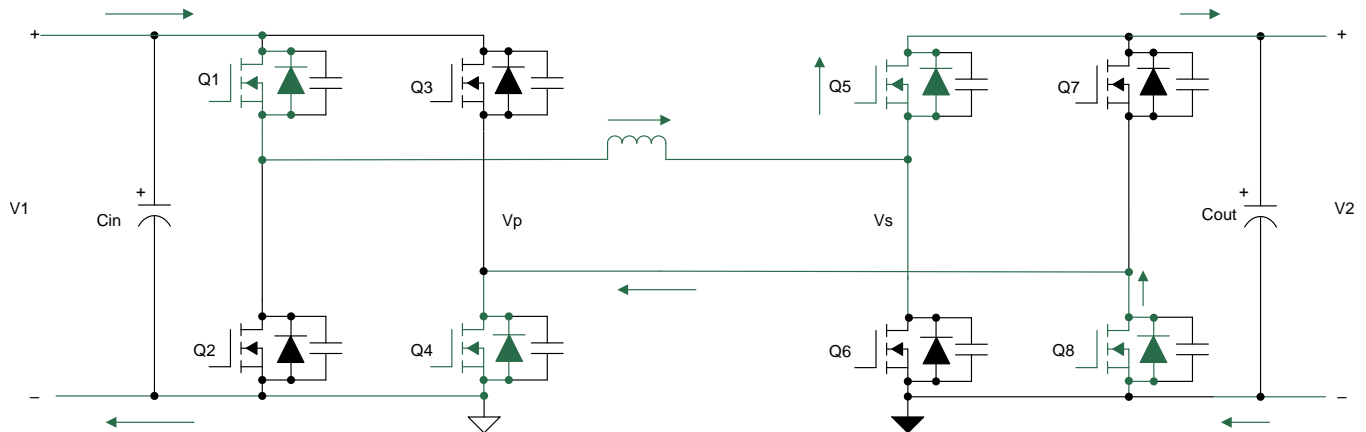 +
+
Q1
Q3
Q5
Q7
+
+
V1
Cin
Vp
Vs
Cout
V2
Q2
Q4
Q6
Q8
–
–